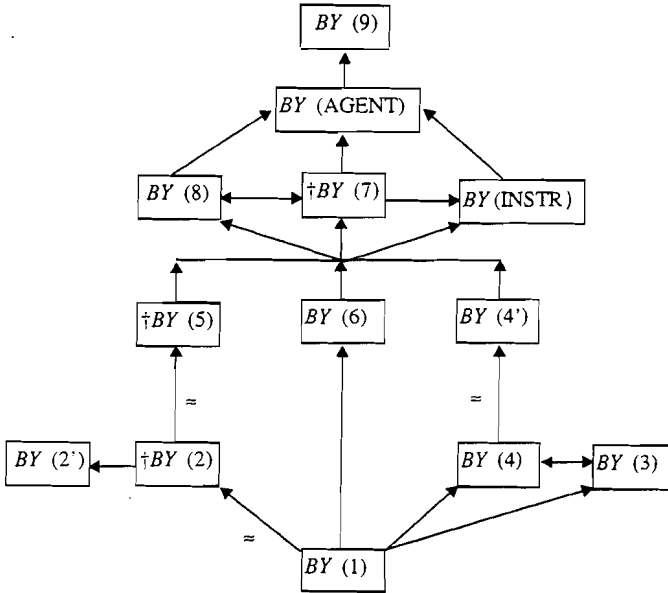 BY (9)
BY (AGENT)
BY (8)
†BY (7)
BY (INSTR)
†BY (5)
BY (6)
BY (4')
≈
≈
BY (2')
†BY (2)
BY (4)
BY (3)
≈
BY (1)